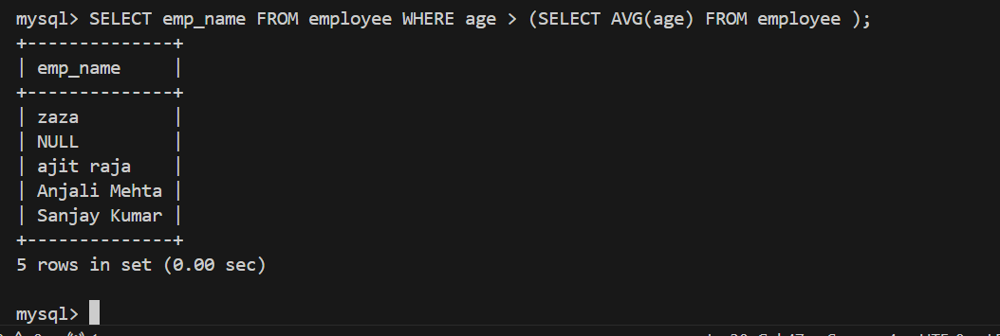 mysql> SELECT emp_name FROM employee WHERE age > (SELECT AVG(age) FROM employee );
+--------------+
| emp_name     |
+--------------+
| zaza         |
| NULL         |
| ajit raja    |
| Anjali Mehta |
| Sanjay Kumar |
+--------------+
5 rows in set (0.00 sec)
mysql>